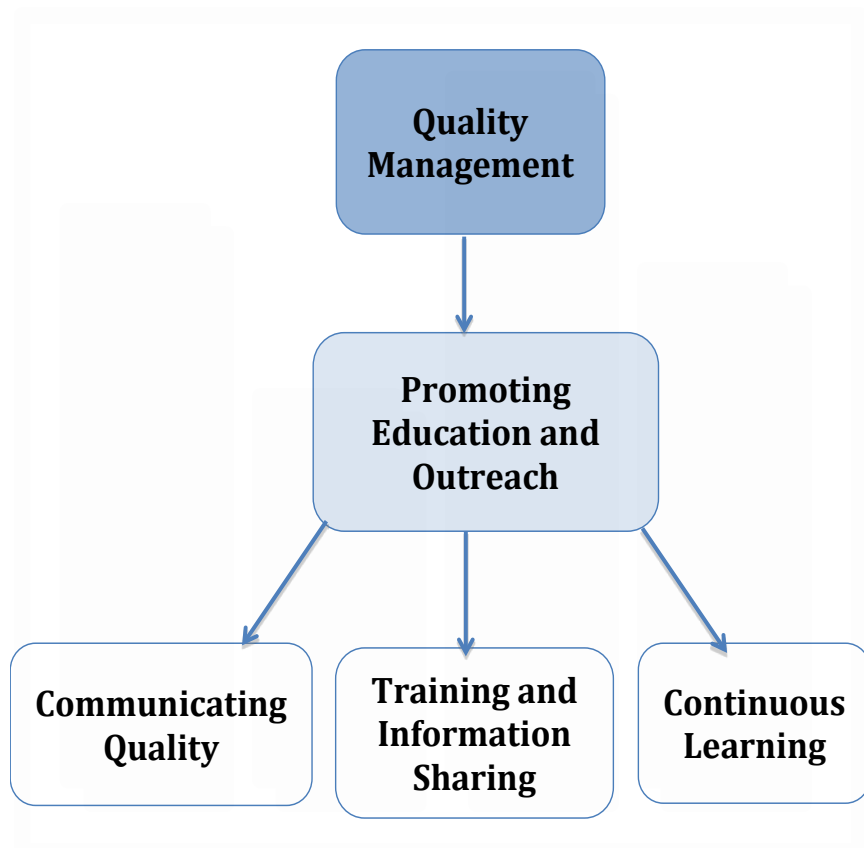 Quality
Management
Promoting
Education and
Outreach
Communicating
Quality
Training and
Information
Sharing
Continuous
Learning